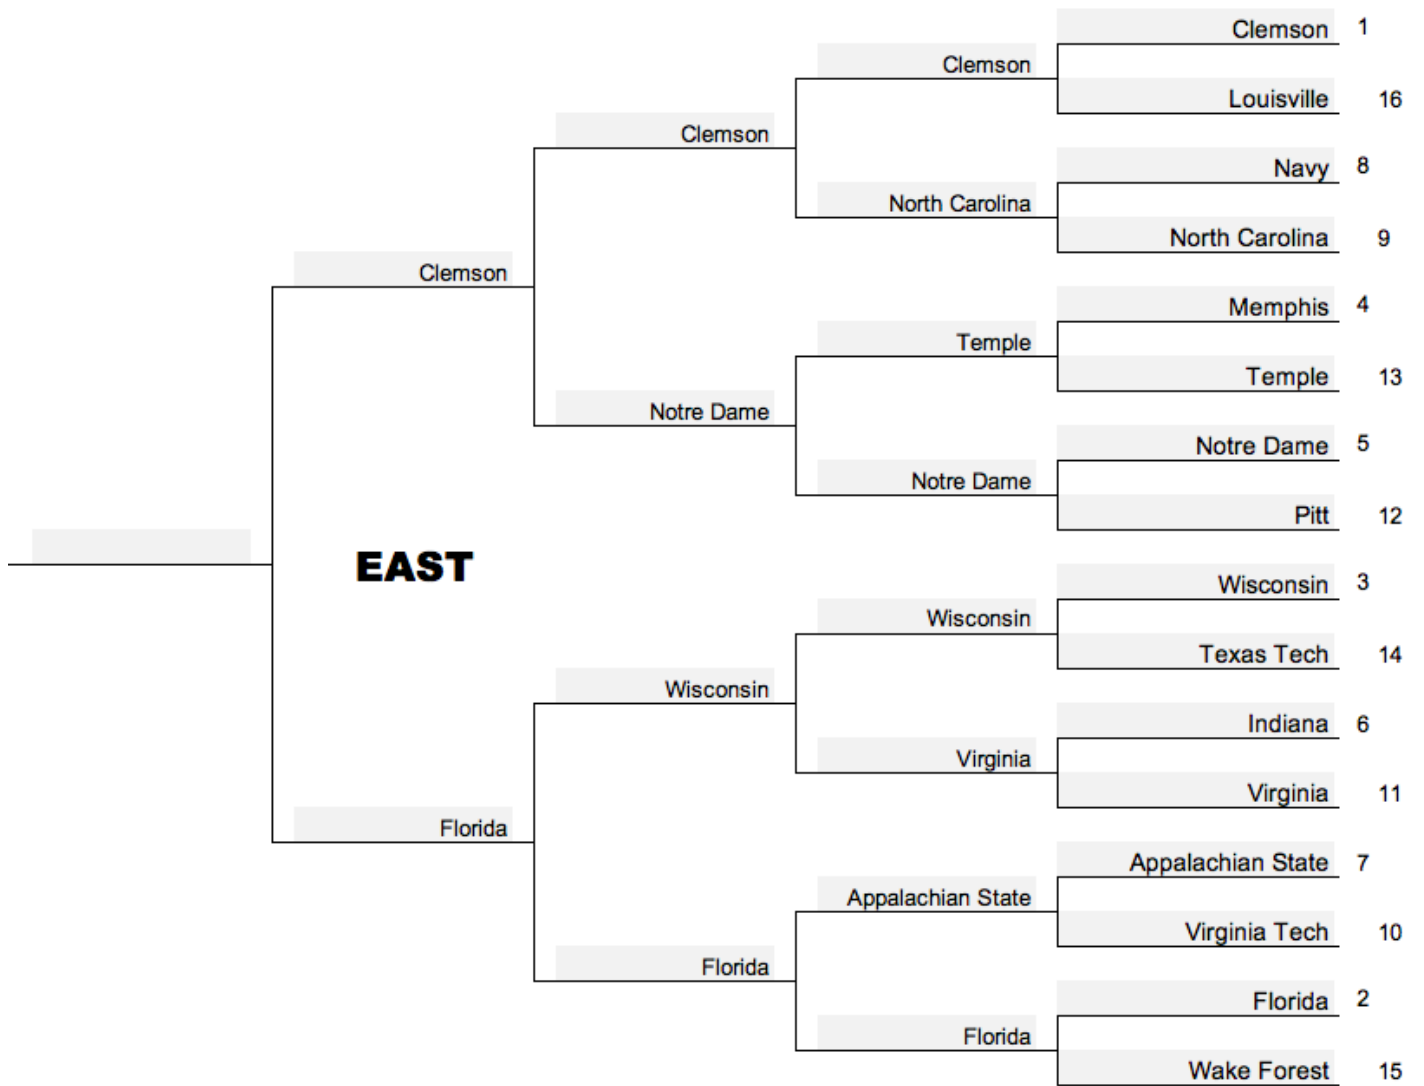 Clemson 1
Clemson
Louisville 16
Clemson
Navy 8
North Carolina
North Carolina 9
Clemson
Memphis 4
Temple
Temple 13
Notre Dame
Notre Dame 5
Notre Dame
Pitt 12
EAST
Wisconsin 3
Wisconsin
Texas Tech 14
Wisconsin
Indiana 6
Virginia
Virginia 11
Florida
Appalachian State 7
Appalachian State
Virginia Tech 10
Florida
Florida 2
Florida
Wake Forest 15